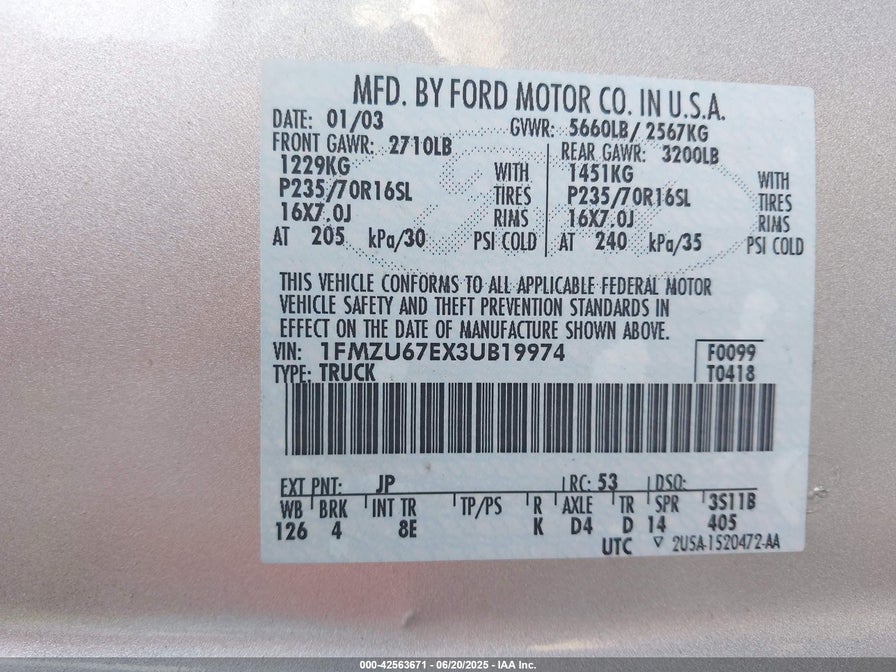 MFD. BY FORD MOTOR CO. IN U.S.A.
DATE: 01/03 GVWR: 5660LB/ 2567KG
FRONT GAWR: 2710LB REAR GAWR: 3200LB
1229KG WITH 1451KG WITH
P235/70R16SL TIRES P235/70R16SL TIRES
16X7.0J RIMS 16X7.0J RIMS
AT 205 kPa/30 PSI COLD AT 240 kPa/35 PSI COLD
THIS VEHICLE CONFORMS TO ALL APPLICABLE FEDERAL MOTOR
VEHICLE SAFETY AND THEFT PREVENTION STANDARDS IN
EFFECT ON THE DATE OF MANUFACTURE SHOWN ABOVE.
VIN: 1FMZU67EX3UB19974 F0099
TYPE: TRUCK T0418
EXT PNT: JP RC: 53 DSO:
WB BRK INT TR TP/PS R AXLE TR SPR 3S11B
126 4 8E K D4 D 14 405
UTC ▽ 2USA-1520472-AA
000-42563671 - 06/20/2025 - IAA Inc.